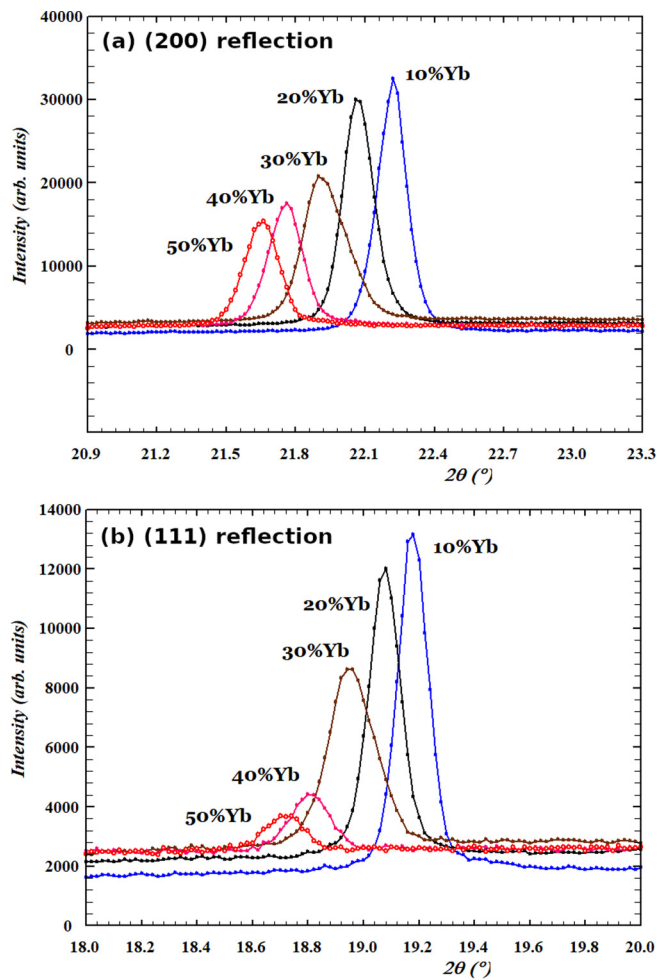 40000
(a) (200) reflection
10%Yb
20%Yb
30000
30%Yb
20000
40%Yb
50%Yb
10000
0
Intensity (arb. units)
20.9 21.2 21.5 21.8 22.1 22.4 22.7 23.0 23.3
2θ (°)
14000
(b) (111) reflection
10%Yb
12000
20%Yb
10000
30%Yb
8000
6000
40%Yb
4000
50%Yb
2000
0
Intensity (arb. units)
18.0 18.2 18.4 18.6 18.8 19.0 19.2 19.4 19.6 19.8 20.0
2θ (°)